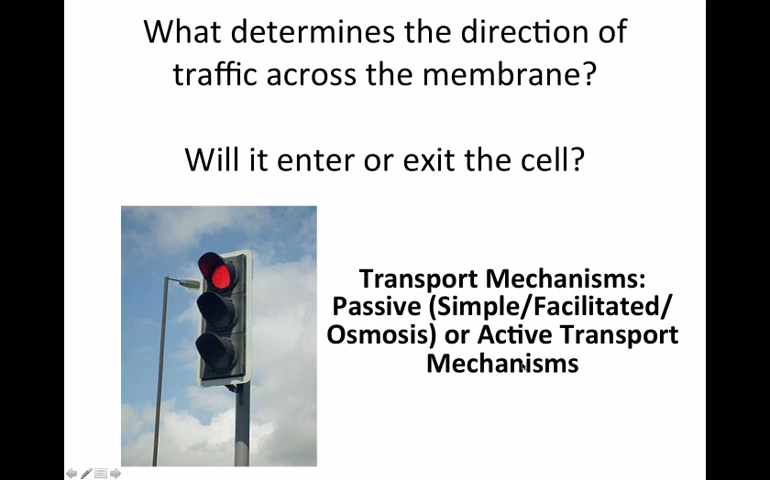 What determines the direction of
traffic across the membrane?
Will it enter or exit the cell?
Transport Mechanisms:
Passive (Simple/Facilitated/
Osmosis) or Active Transport
Mechanisms